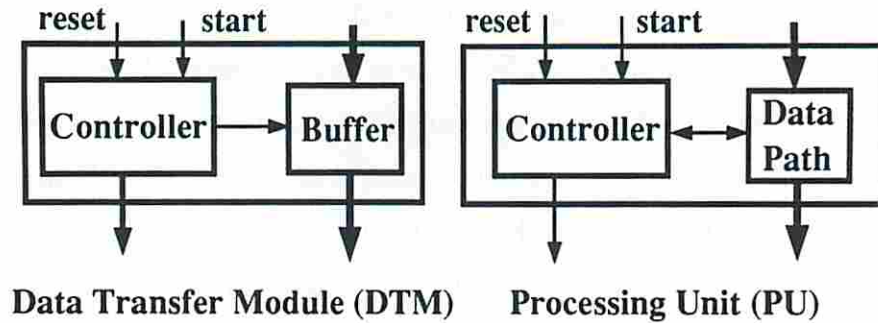 reset start
reset start
Controller
Buffer
Controller
Data
Path
Data Transfer Module (DTM)
Processing Unit (PU)